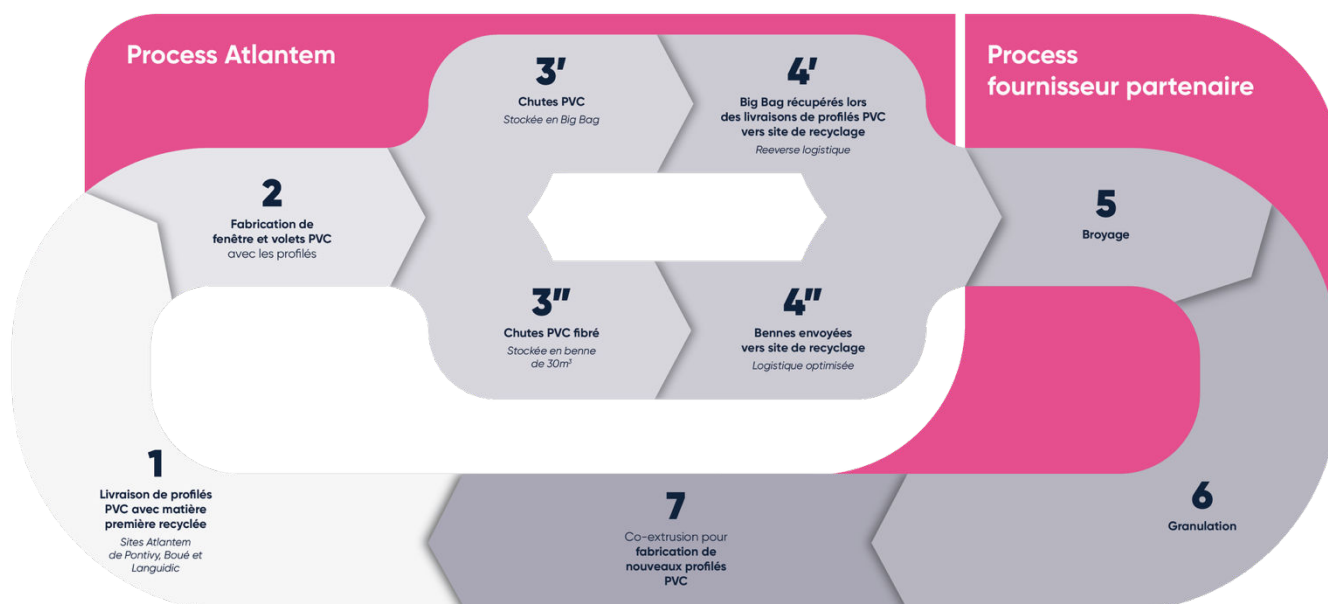 Process Atlantem
Process
fournisseur partenaire
1
Livraison de profilés
PVC avec matière
première recyclée
Sites Atlantem
de Pontivy, Boué et
Languidic
2
Fabrication de
fenêtre et volets PVC
avec les profilés
3'
Chutes PVC
Stockée en Big Bag
3"
Chutes PVC fibré
Stockée en benne
de 30m³
4'
Big Bag récupérés lors
des livraisons de profilés PVC
vers site de recyclage
Reeverse logistique
4"
Bennes envoyées
vers site de recyclage
Logistique optimisée
5
Broyage
6
Granulation
7
Co-extrusion pour
fabrication de
nouveaux profilés
PVC